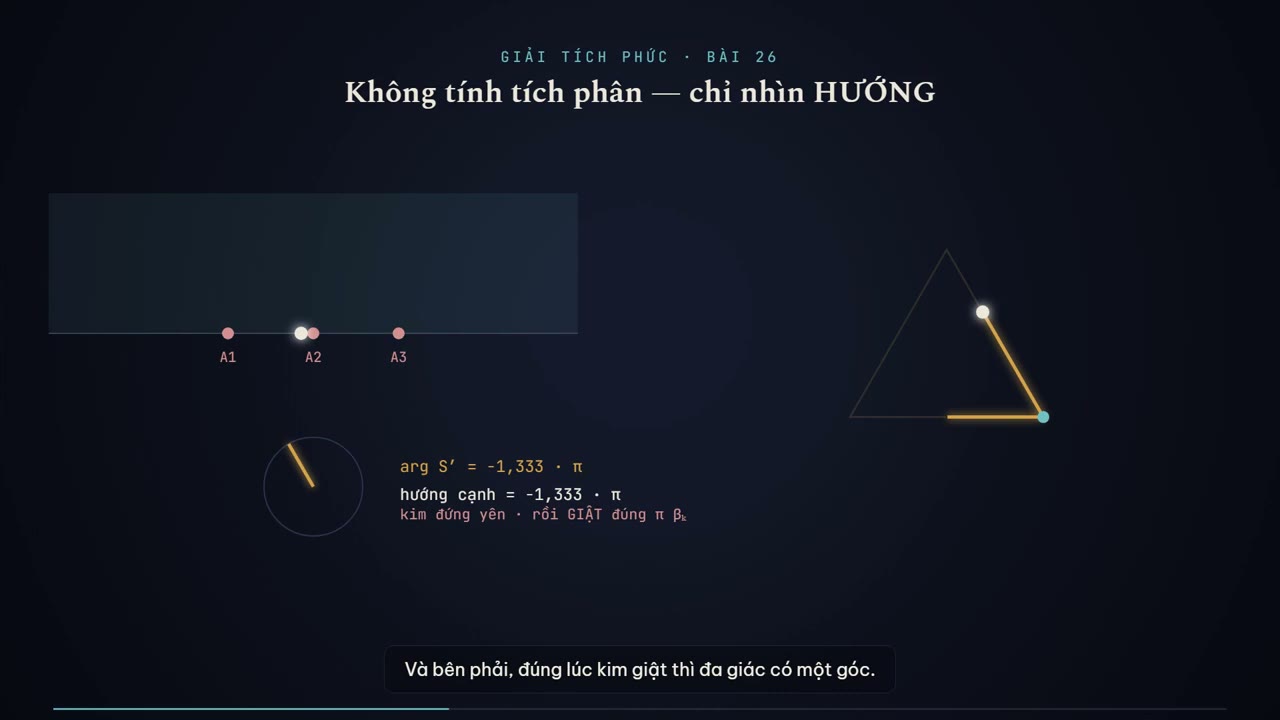 GIẢI TÍCH PHỨC · BÀI 26
Không tính tích phân — chỉ nhìn HƯỚNG
A1 A2 A3
arg S′ = -1,333 · π
hướng cạnh = -1,333 · π
kim đứng yên · rồi GIẬT đúng π βₖ
Và bên phải, đúng lúc kim giật thì đa giác có một góc.